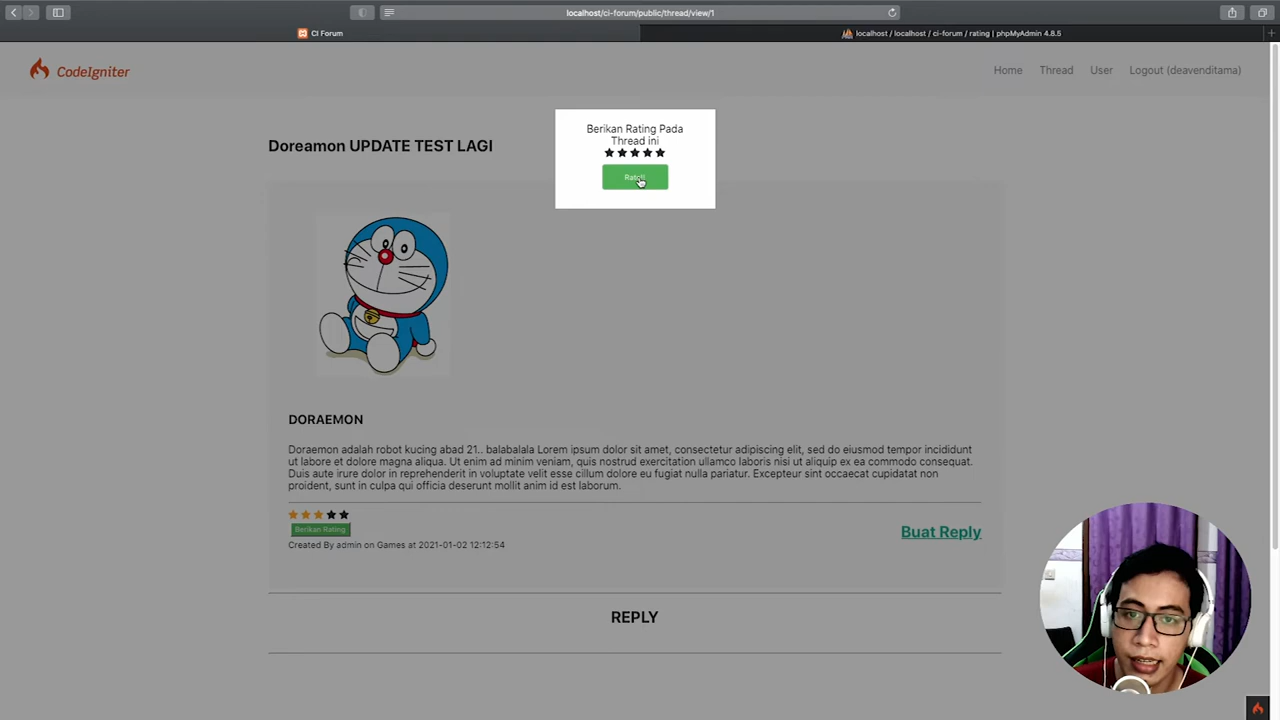 localhost/ci-forum/public/thread/view/1
CI Forum
localhost / localhost / ci-forum / rating | phpMyAdmin 4.8.5
CodeIgniter
Home
Thread
User
Logout (deavenditama)
Berikan Rating Pada
Thread ini
Doreamon UPDATE TEST LAGI
DORAEMON
Doraemon adalah robot kucing abad 21.. balabalala Lorem ipsum dolor sit amet, consectetur adipiscing elit, sed do eiusmod tempor incididunt
ut labore et dolore magna aliqua. Ut enim ad minim veniam, quis nostrud exercitation ullamco laboris nisi ut aliquip ex ea commodo consequat.
Duis aute irure dolor in reprehenderit in voluptate velit esse cillum dolore eu fugiat nulla pariatur. Excepteur sint occaecat cupidatat non
proident, sunt in culpa qui officia deserunt mollit anim id est laborum.
Berikan Rating
Created By admin on Games at 2021-01-02 12:12:54
Buat Reply
REPLY